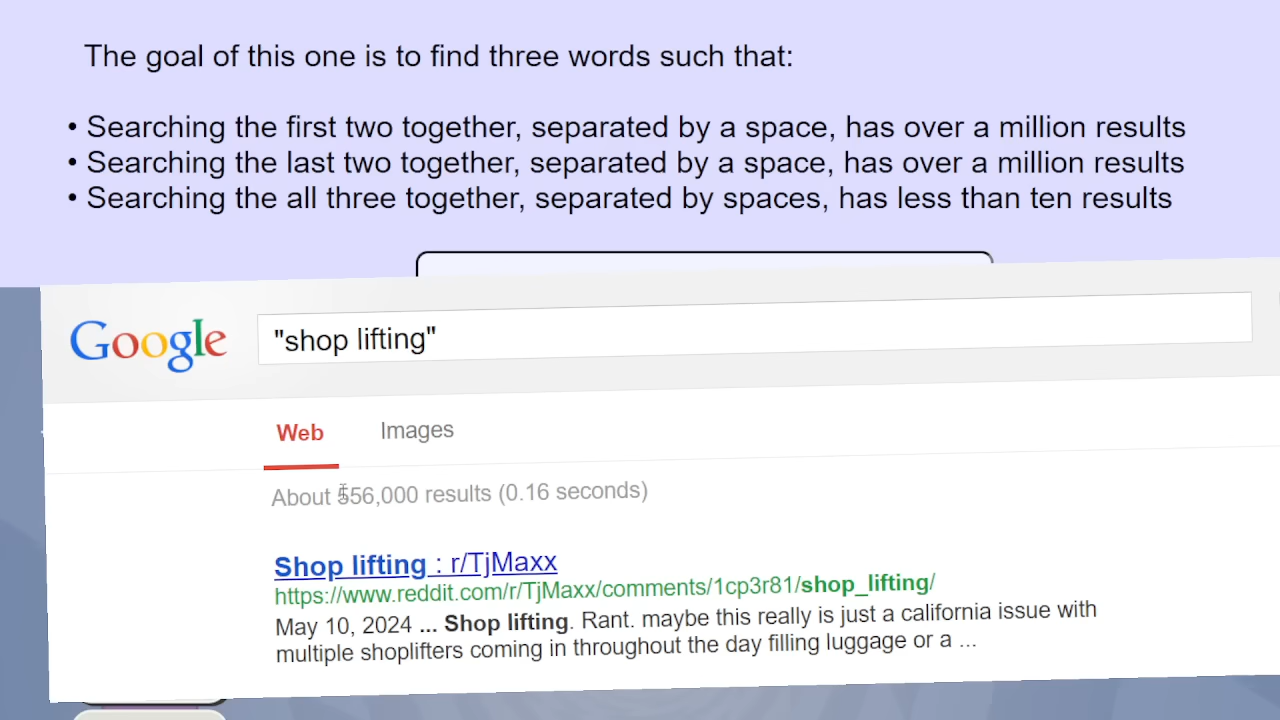 The goal of this one is to find three words such that:
• Searching the first two together, separated by a space, has over a million results
• Searching the last two together, separated by a space, has over a million results
• Searching the all three together, separated by spaces, has less than ten results
Google
"shop lifting"
Web Images
About 556,000 results (0.16 seconds)
Shop lifting : r/TjMaxx
https://www.reddit.com/r/TjMaxx/comments/1cp3r81/shop_lifting/
May 10, 2024 ... Shop lifting. Rant. maybe this really is just a california issue with
multiple shoplifters coming in throughout the day filling luggage or a ...